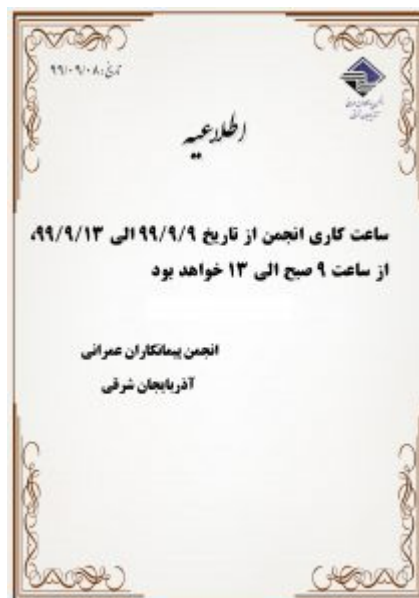 تاریخ: ۹۹/۰۹/۰۸
اطلاعیه
ساعت کاری انجمن از تاریخ ۹۹/۹/۹ الی ۹۹/۹/۱۳،
از ساعت ۹ صبح الی ۱۳ خواهد بود
انجمن پیمانکاران عمرانی
آذربایجان شرقی